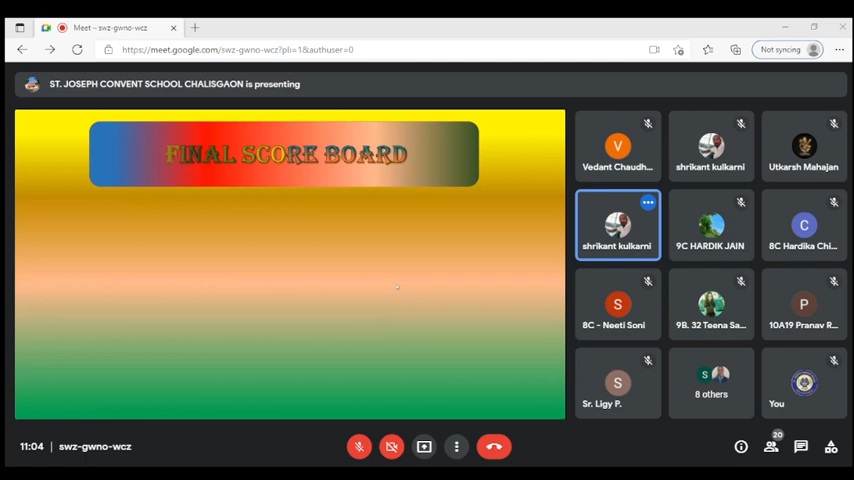 Meet – swz-gwno-wcz
https://meet.google.com/swz-gwno-wcz?pli=1&authuser=0
Not syncing
ST. JOSEPH CONVENT SCHOOL CHALISGAON is presenting
FINAL SCORE BOARD
V
Vedant Chaudh...
shrikant kulkarni
Utkarsh Mahajan
shrikant kulkarni
9C HARDIK JAIN
C
8C Hardika Chi...
S
8C - Neeti Soni
9B. 32 Teena Sa...
P
10A19 Pranav R...
S
Sr. Ligy P.
S
8 others
You
11:04 | swz-gwno-wcz
20